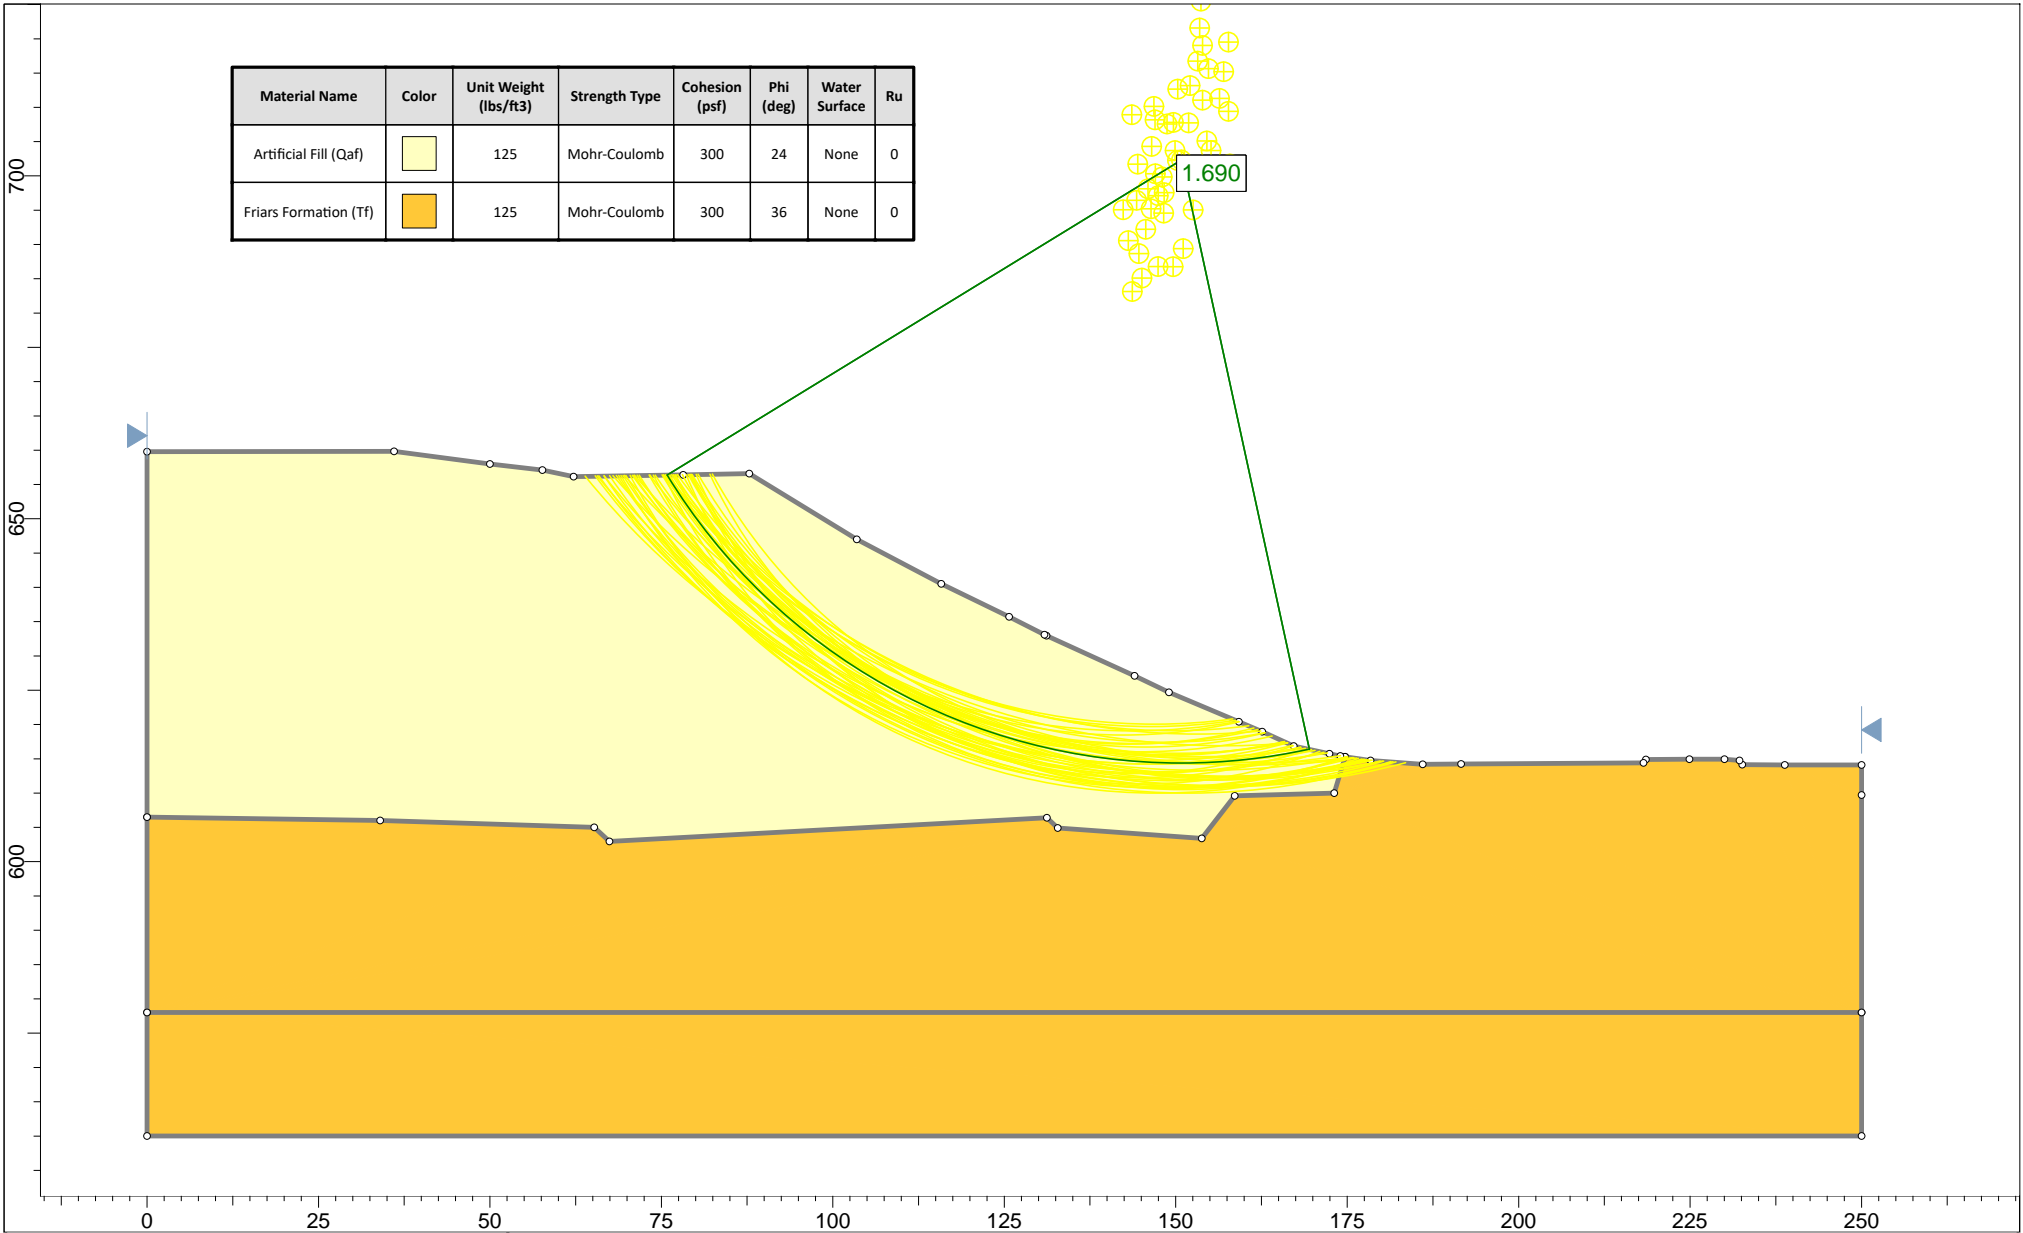 Material Name Color Unit Weight (lbs/ft3) Strength Type Cohesion (psf) Phi (deg) Water Surface Ru
Artificial Fill (Qaf) 125 Mohr-Coulomb 300 24 None 0
Friars Formation (Tf) 125 Mohr-Coulomb 300 36 None 0
1.690
700
650
600
0 25 50 75 100 125 150 175 200 225 250